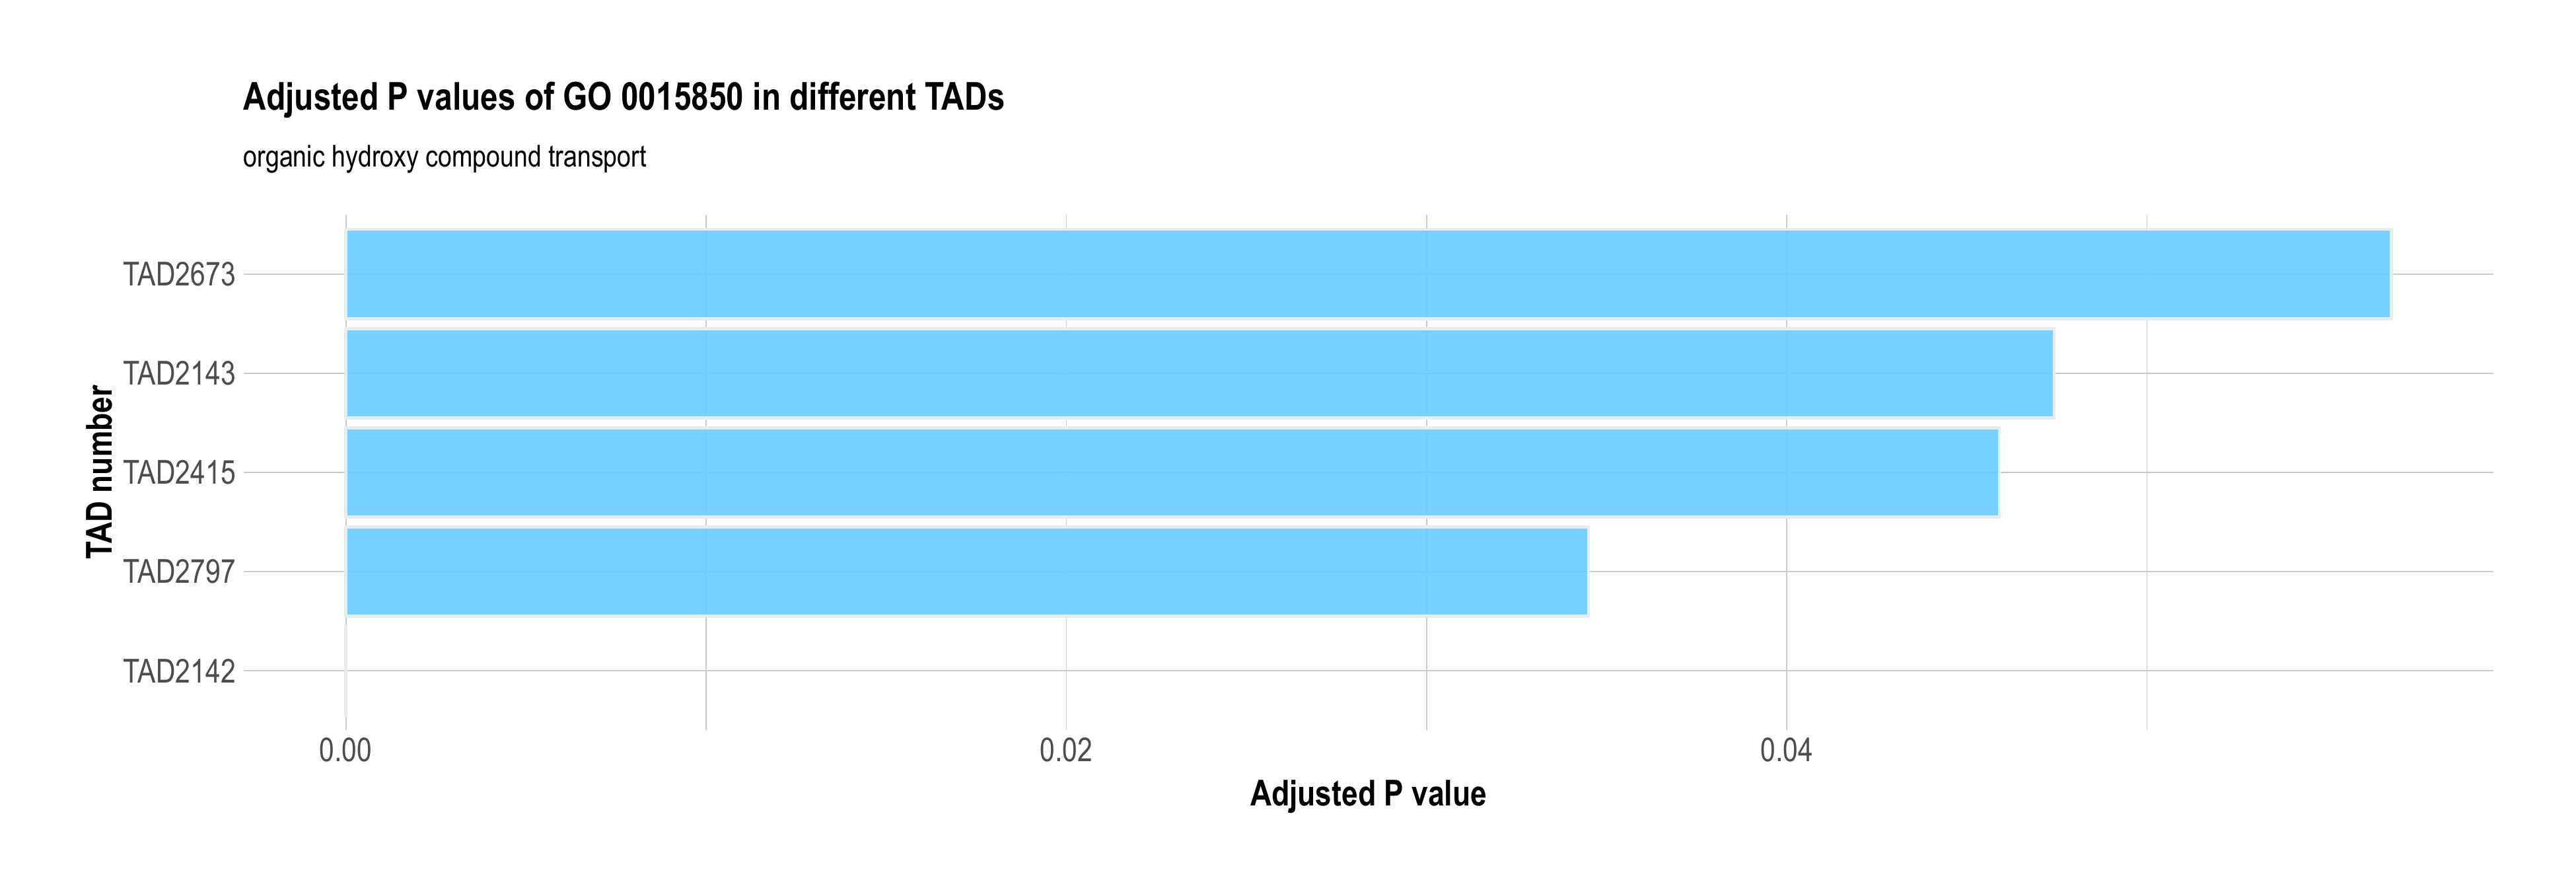 Adjusted P values of GO 0015850 in different TADs
organic hydroxy compound transport
TAD number
TAD2673
TAD2143
TAD2415
TAD2797
TAD2142
0.00
0.02
0.04
Adjusted P value